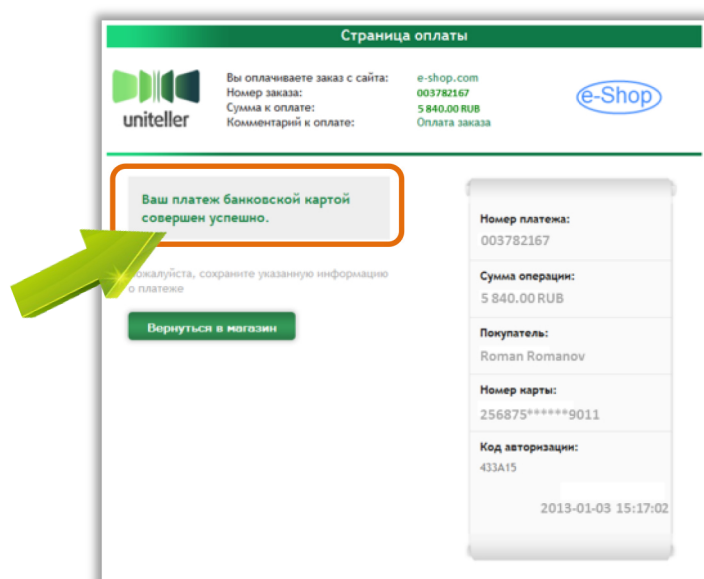 Страница оплаты
uniteller
Вы оплачиваете заказ с сайта: e-shop.com
Номер заказа: 003782167
Сумма к оплате: 5 840.00 RUB
Комментарий к оплате: Оплата заказа
e-Shop
Ваш платеж банковской картой
совершен успешно.
Пожалуйста, сохраните указанную информацию
о платеже
Вернуться в магазин
Номер платежа:
003782167
Сумма операции:
5 840.00 RUB
Покупатель:
Roman Romanov
Номер карты:
256875******9011
Код авторизации:
433A15
2013-01-03 15:17:02